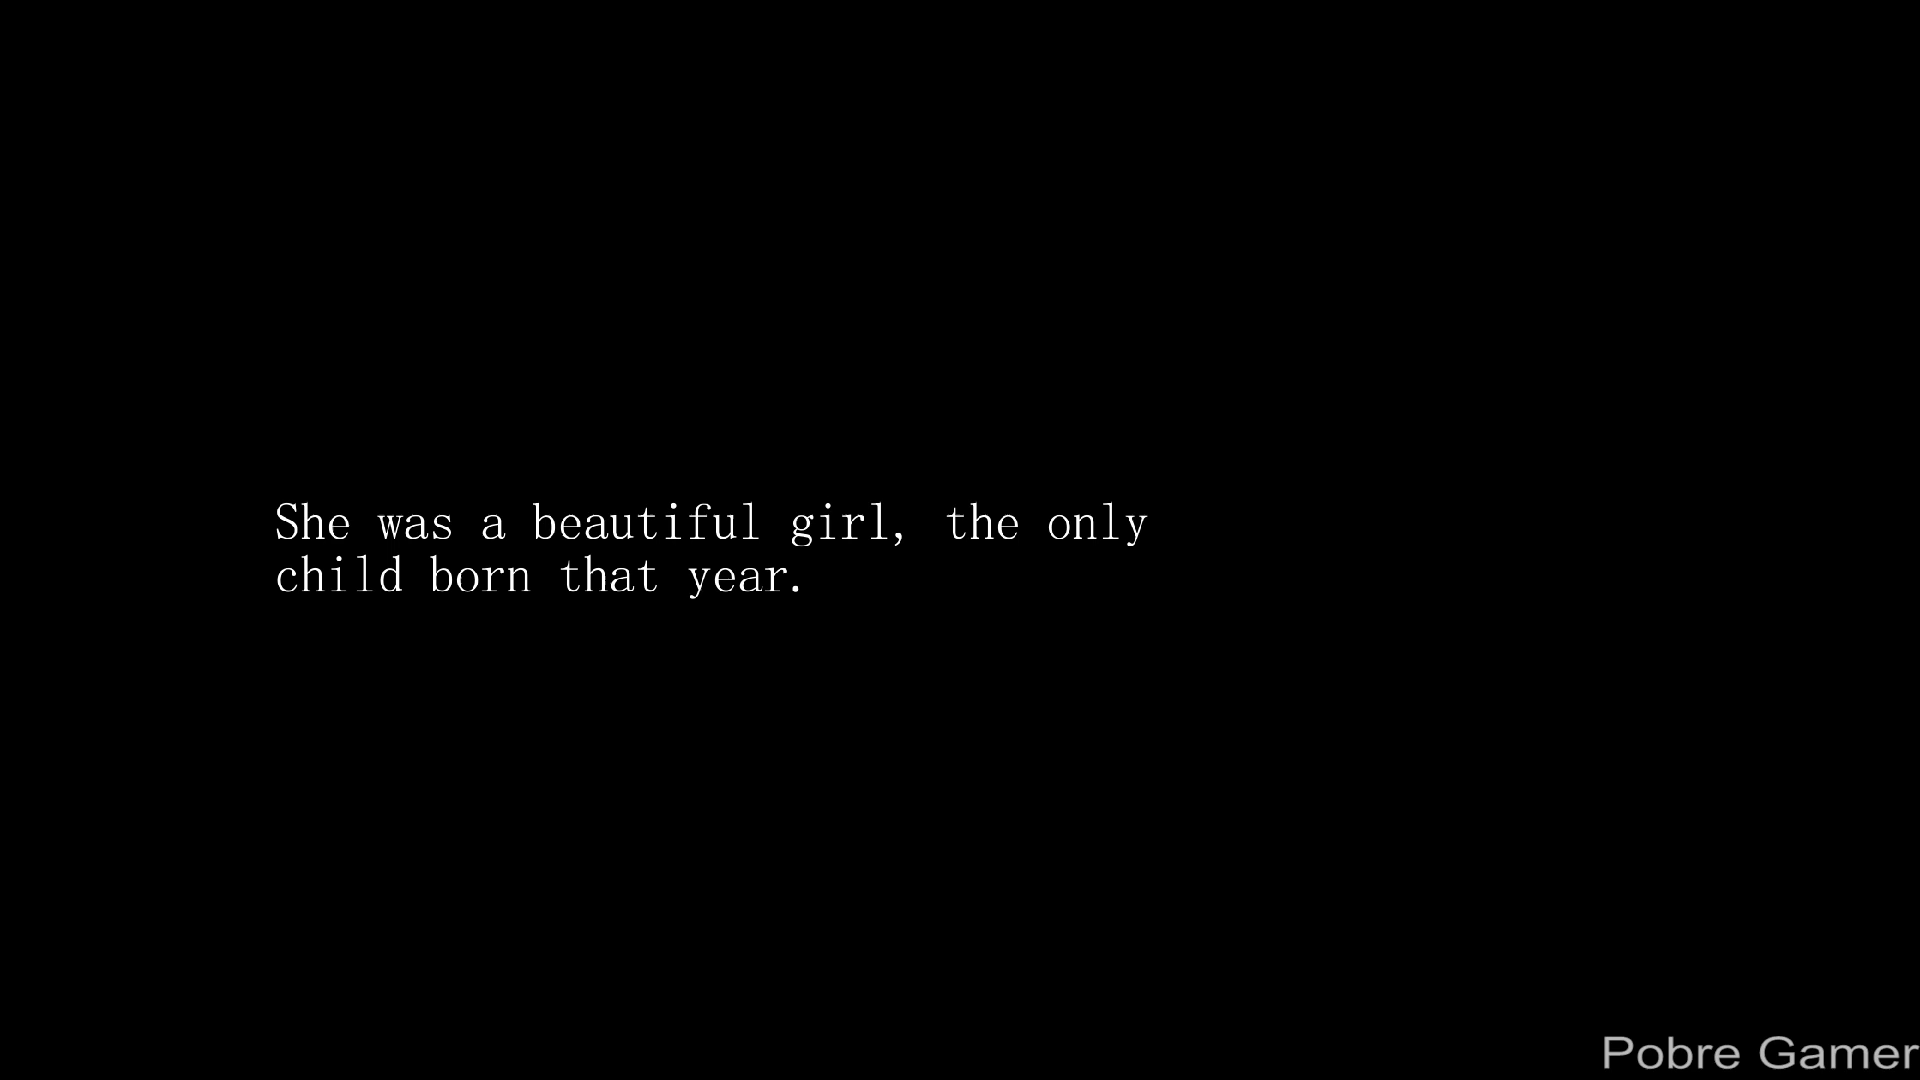 She was a beautiful girl, the only
child born that year.
Pobre Gamer